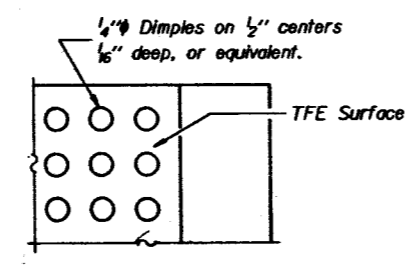 1/4"ϕ Dimples on 1/2" centers
1/16" deep, or equivalent.
TFE Surface